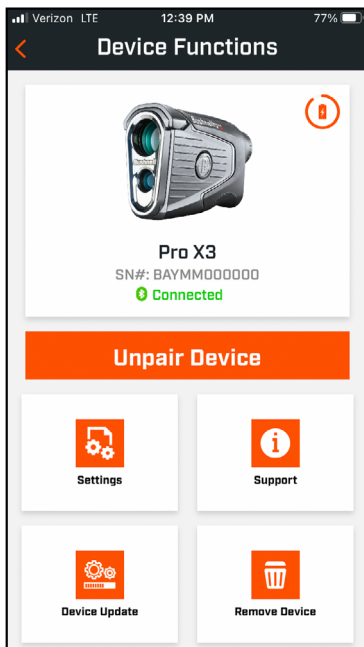 Verizon LTE 12:39 PM 77%
Device Functions
Bushnell
Pro X3
SN#: BAYMM000000
Connected
Unpair Device
Settings
Support
Device Update
Remove Device